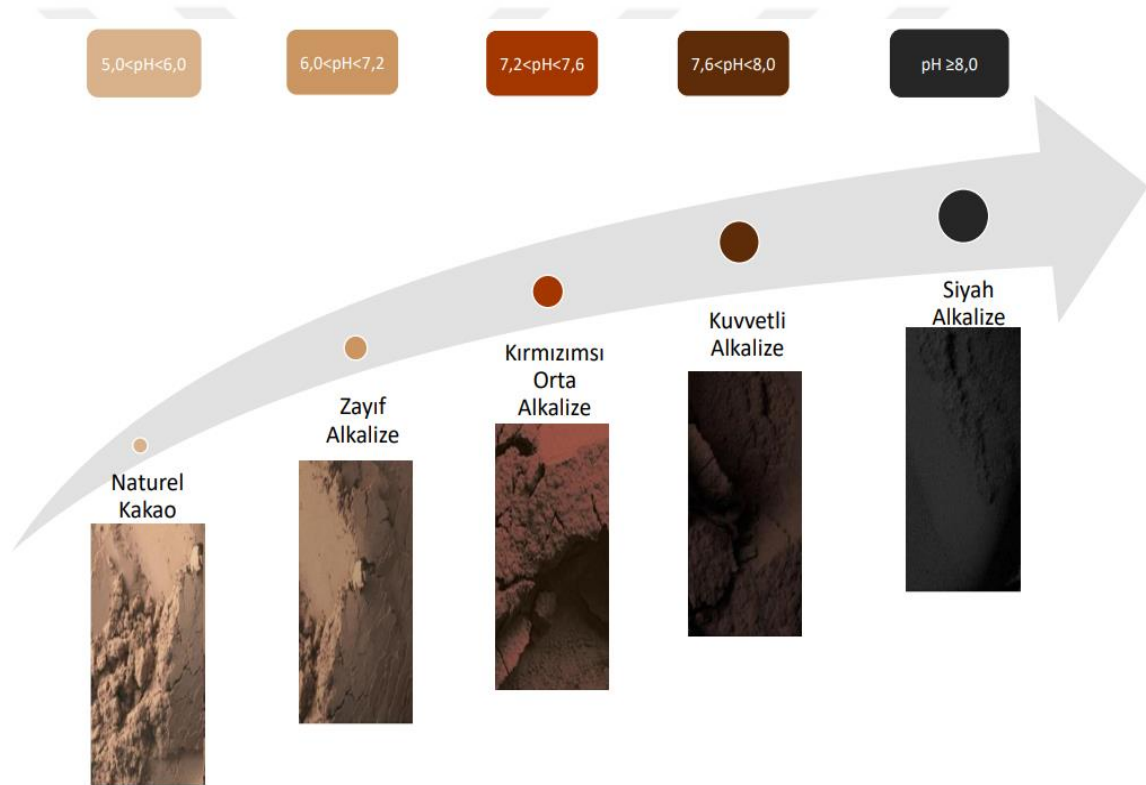 5,0<pH<6,0
6,0<pH<7,2
7,2<pH<7,6
7,6<pH<8,0
pH ≥8,0
Naturel
Kakao
Zayıf
Alkalize
Kırmızımsı
Orta
Alkalize
Kuvvetli
Alkalize
Siyah
Alkalize